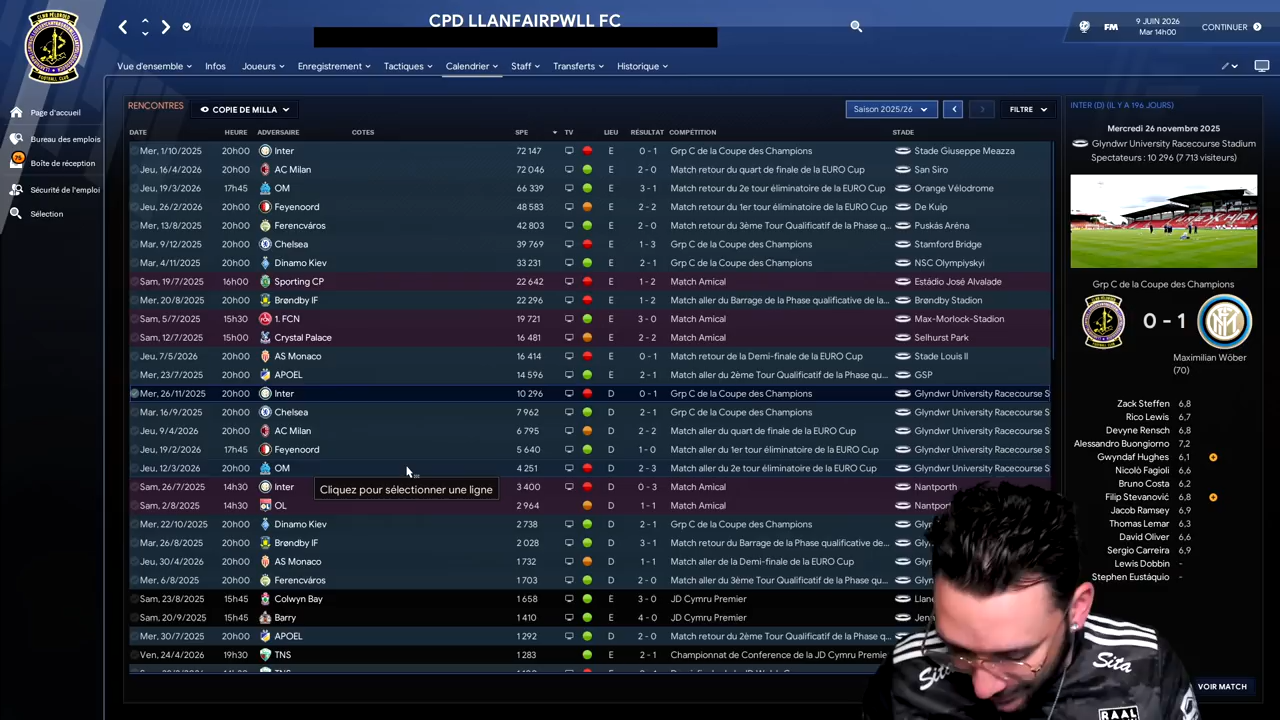 CPD LLANFAIRPWLL FC
9 JUIN 2026
Mar 14h00
FM
CONTINUER
Vue d'ensemble
Infos
Joueurs
Enregistrement
Tactiques
Calendrier
Staff
Transferts
Historique
Page d'accueil
Bureau des emplois
Boîte de réception
Sécurité de l'emploi
Sélection
RENCONTRES
COPIE DE MILLA
Saison 2025/26
FILTRE
DATE HEURE ADVERSAIRE COTES SPE TV LIEU RÉSULTAT COMPÉTITION STADE
Mer, 1/10/2025 20h00 Inter 72 147 E 0 - 1 Grp C de la Coupe des Champions Stade Giuseppe Meazza
Jeu, 16/4/2026 20h00 AC Milan 72 046 E 2 - 0 Match retour du quart de finale de la EURO Cup San Siro
Jeu, 19/3/2026 17h45 OM 66 339 E 3 - 1 Match retour du 2e tour éliminatoire de la EURO Cup Orange Vélodrome
Jeu, 26/2/2026 17h45 Feyenoord 48 583 E 2 - 2 Match retour du 1er tour éliminatoire de la EURO Cup De Kuip
Mer, 13/8/2025 20h00 Ferencváros 42 803 E 2 - 0 Match retour du 3ème Tour Qualificatif de la Phase q... Puskás Aréna
Mar, 9/12/2025 20h00 Chelsea 39 769 E 1 - 3 Grp C de la Coupe des Champions Stamford Bridge
Mar, 4/11/2025 20h00 Dinamo Kiev 33 231 E 2 - 1 Grp C de la Coupe des Champions NSC Olympiyskyi
Sam, 19/7/2025 16h00 Sporting CP 22 642 E 1 - 2 Match Amical Estádio José Alvalade
Mer, 20/8/2025 20h00 Brøndby IF 22 296 E 1 - 2 Match aller du Barrage de la Phase qualificative de la... Brøndby Stadion
Sam, 5/7/2025 15h30 1. FCN 19 721 E 3 - 0 Match Amical Max-Morlock-Stadion
Sam, 12/7/2025 15h00 Crystal Palace 16 481 E 2 - 2 Match Amical Selhurst Park
Jeu, 7/5/2026 20h00 AS Monaco 16 414 E 0 - 1 Match retour de la Demi-finale de la EURO Cup Stade Louis II
Mer, 23/7/2025 20h00 APOEL 14 596 E 2 - 1 Match aller du 2ème Tour Qualificatif de la Phase qu... GSP
Mer, 26/11/2025 20h00 Inter 10 296 D 0 - 1 Grp C de la Coupe des Champions Glyndwr University Racecourse S
Mar, 16/9/2025 20h00 Chelsea 7 962 D 2 - 1 Grp C de la Coupe des Champions Glyndwr University Racecourse S
Jeu, 9/4/2026 20h00 AC Milan 6 795 D 2 - 2 Match aller du quart de finale de la EURO Cup Glyndwr University Racecourse S
Jeu, 19/2/2026 17h45 Feyenoord 5 640 D 1 - 0 Match aller du 1er tour éliminatoire de la EURO Cup Glyndwr University Racecourse S
Jeu, 12/3/2026 20h00 OM 4 251 D 2 - 3 Match aller du 2e tour éliminatoire de la EURO Cup Glyndwr University Racecourse S
Cliquez pour sélectionner une ligne
Sam, 26/7/2025 14h30 Inter 3 400 D 0 - 3 Match Amical Nantporth
Sam, 2/8/2025 14h30 OL 2 964 D 1 - 1 Match Amical Nantport
Mer, 22/10/2025 20h00 Dinamo Kiev 2 738 D 2 - 1 Grp C de la Coupe des Champions Gly
Mar, 26/8/2025 20h00 Brøndby IF 2 028 D 3 - 1 Match retour du Barrage de la Phase qualificative de la... Gly
Jeu, 30/4/2026 20h00 AS Monaco 1 732 D 1 - 1 Match aller de la Demi-finale de la EURO Cup Gly
Mer, 6/8/2025 20h00 Ferencváros 1 703 D 2 - 0 Match aller du 3ème Tour Qualificatif de la Phase qu... Gly
Sam, 23/8/2025 15h45 Colwyn Bay 1 658 E 3 - 0 JD Cymru Premier Llane
Sam, 20/9/2025 15h45 Barry 1 410 E 4 - 0 JD Cymru Premier Jenn
Mer, 30/7/2025 20h00 APOEL 1 292 D 2 - 0 Match retour du 2ème Tour Qualificatif de la Phase q... Gly
Ven, 24/4/2026 19h30 TNS 1 283 E 2 - 1 Championnat de Conference de la JD Cymru Premier
INTER (D) (IL Y A 196 JOURS)
Mercredi 26 novembre 2025
Glyndwr University Racecourse Stadium
Spectateurs : 10 296 (7 713 visiteurs)
Grp C de la Coupe des Champions
0 - 1
Maximilian Wöber
(70)
Zack Steffen 6,8
Rico Lewis 6,7
Devyne Rensch 6,8
Alessandro Buongiorno 7,2
Gwyndaf Hughes 6,1
Nicolò Fagioli 6,6
Bruno Costa 6,2
Filip Stevanović 6,8
Jacob Ramsey 6,9
Thomas Lemar 6,3
David Oliver 6,6
Sergio Carreira 6,9
Lewis Dobbin -
Stephen Eustáquio -
VOIR MATCH
Sita
Sita
RAAL